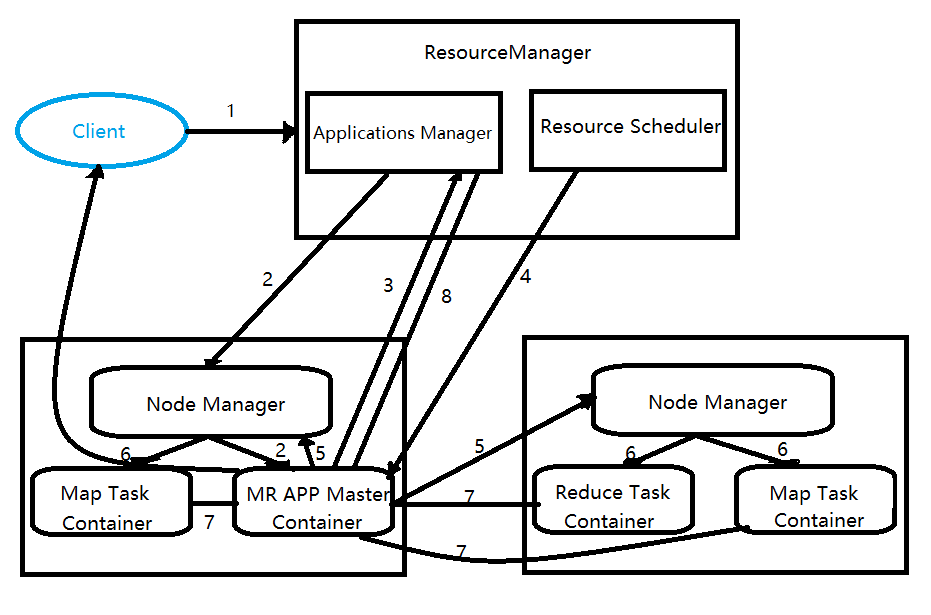 ResourceManager
1
Client
Applications Manager
Resource Scheduler
2
3
8
4
Node Manager
Node Manager
6
2
5
5
6
6
Map Task
Container
MR APP Master
Container
Reduce Task
Container
Map Task
Container
7
7
7